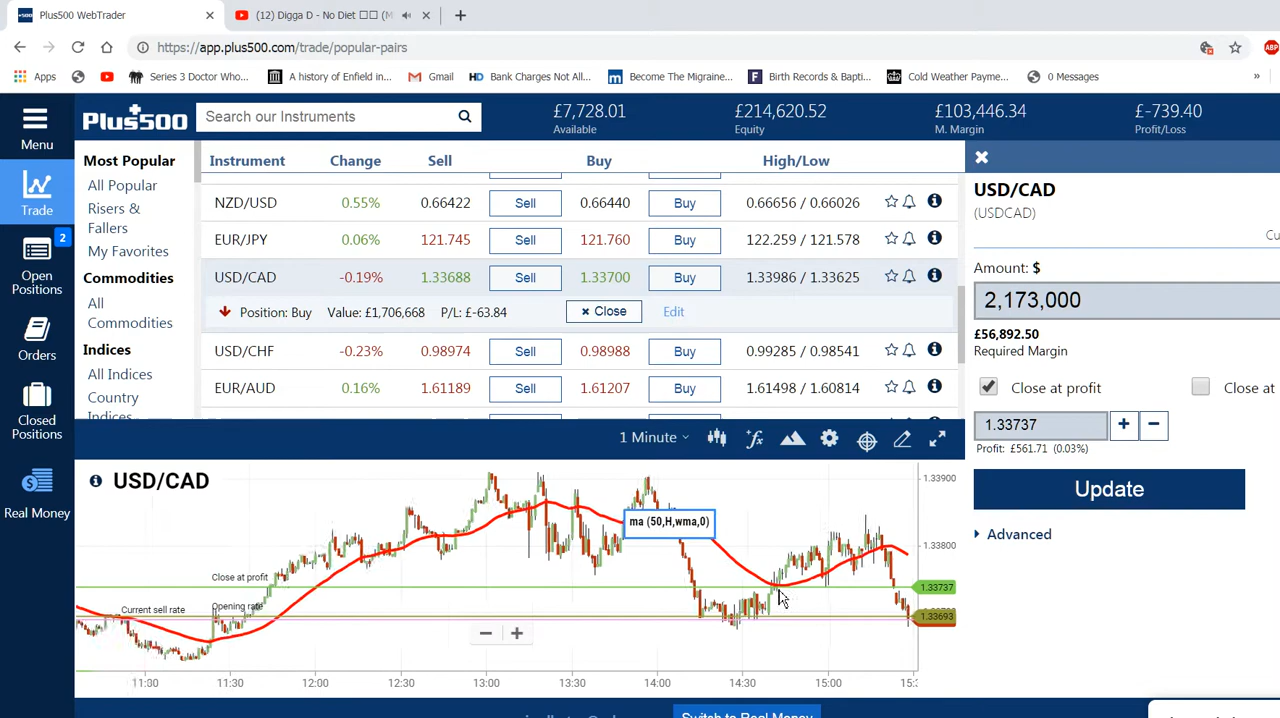 Plus500 WebTrader
(12) Digga D - No Diet
https://app.plus500.com/trade/popular-pairs
ABP
Apps
Series 3 Doctor Who...
A history of Enfield in...
Gmail
HD Bank Charges Not All...
m Become The Migraine...
F Birth Records & Bapti...
Cold Weather Payme...
0 Messages
»
Menu
Plus500
Search our Instruments
£7,728.01
Available
£214,620.52
Equity
£103,446.34
M. Margin
£-739.40
Profit/Loss
Trade
2
Open
Positions
Orders
Closed
Positions
Real Money
Most Popular
All Popular
Risers &
Fallers
My Favorites
Commodities
All
Commodities
Indices
All Indices
Country
Indices
Instrument Change Sell Buy High/Low
NZD/USD 0.55% 0.66422 Sell 0.66440 Buy 0.66656 / 0.66026
EUR/JPY 0.06% 121.745 Sell 121.760 Buy 122.259 / 121.578
USD/CAD -0.19% 1.33688 Sell 1.33700 Buy 1.33986 / 1.33625
Position: Buy Value: £1,706,668 P/L: £-63.84 × Close Edit
USD/CHF -0.23% 0.98974 Sell 0.98988 Buy 0.99285 / 0.98541
EUR/AUD 0.16% 1.61189 Sell 1.61207 Buy 1.61498 / 1.60814
USD/CAD
(USDCAD)
Cu
Amount: $
2,173,000
£56,892.50
Required Margin
Close at profit
Close at
1.33737 + −
Profit: £561.71 (0.03%)
Update
Advanced
1 Minute
fx
USD/CAD
ma (50,H,wma,0)
Close at profit
Current sell rate
Opening rate
− +
1.33900
1.33800
1.33737
1.33693
11:00 11:30 12:00 12:30 13:00 13:30 14:00 14:30 15:00 15:
Switch to Real Money